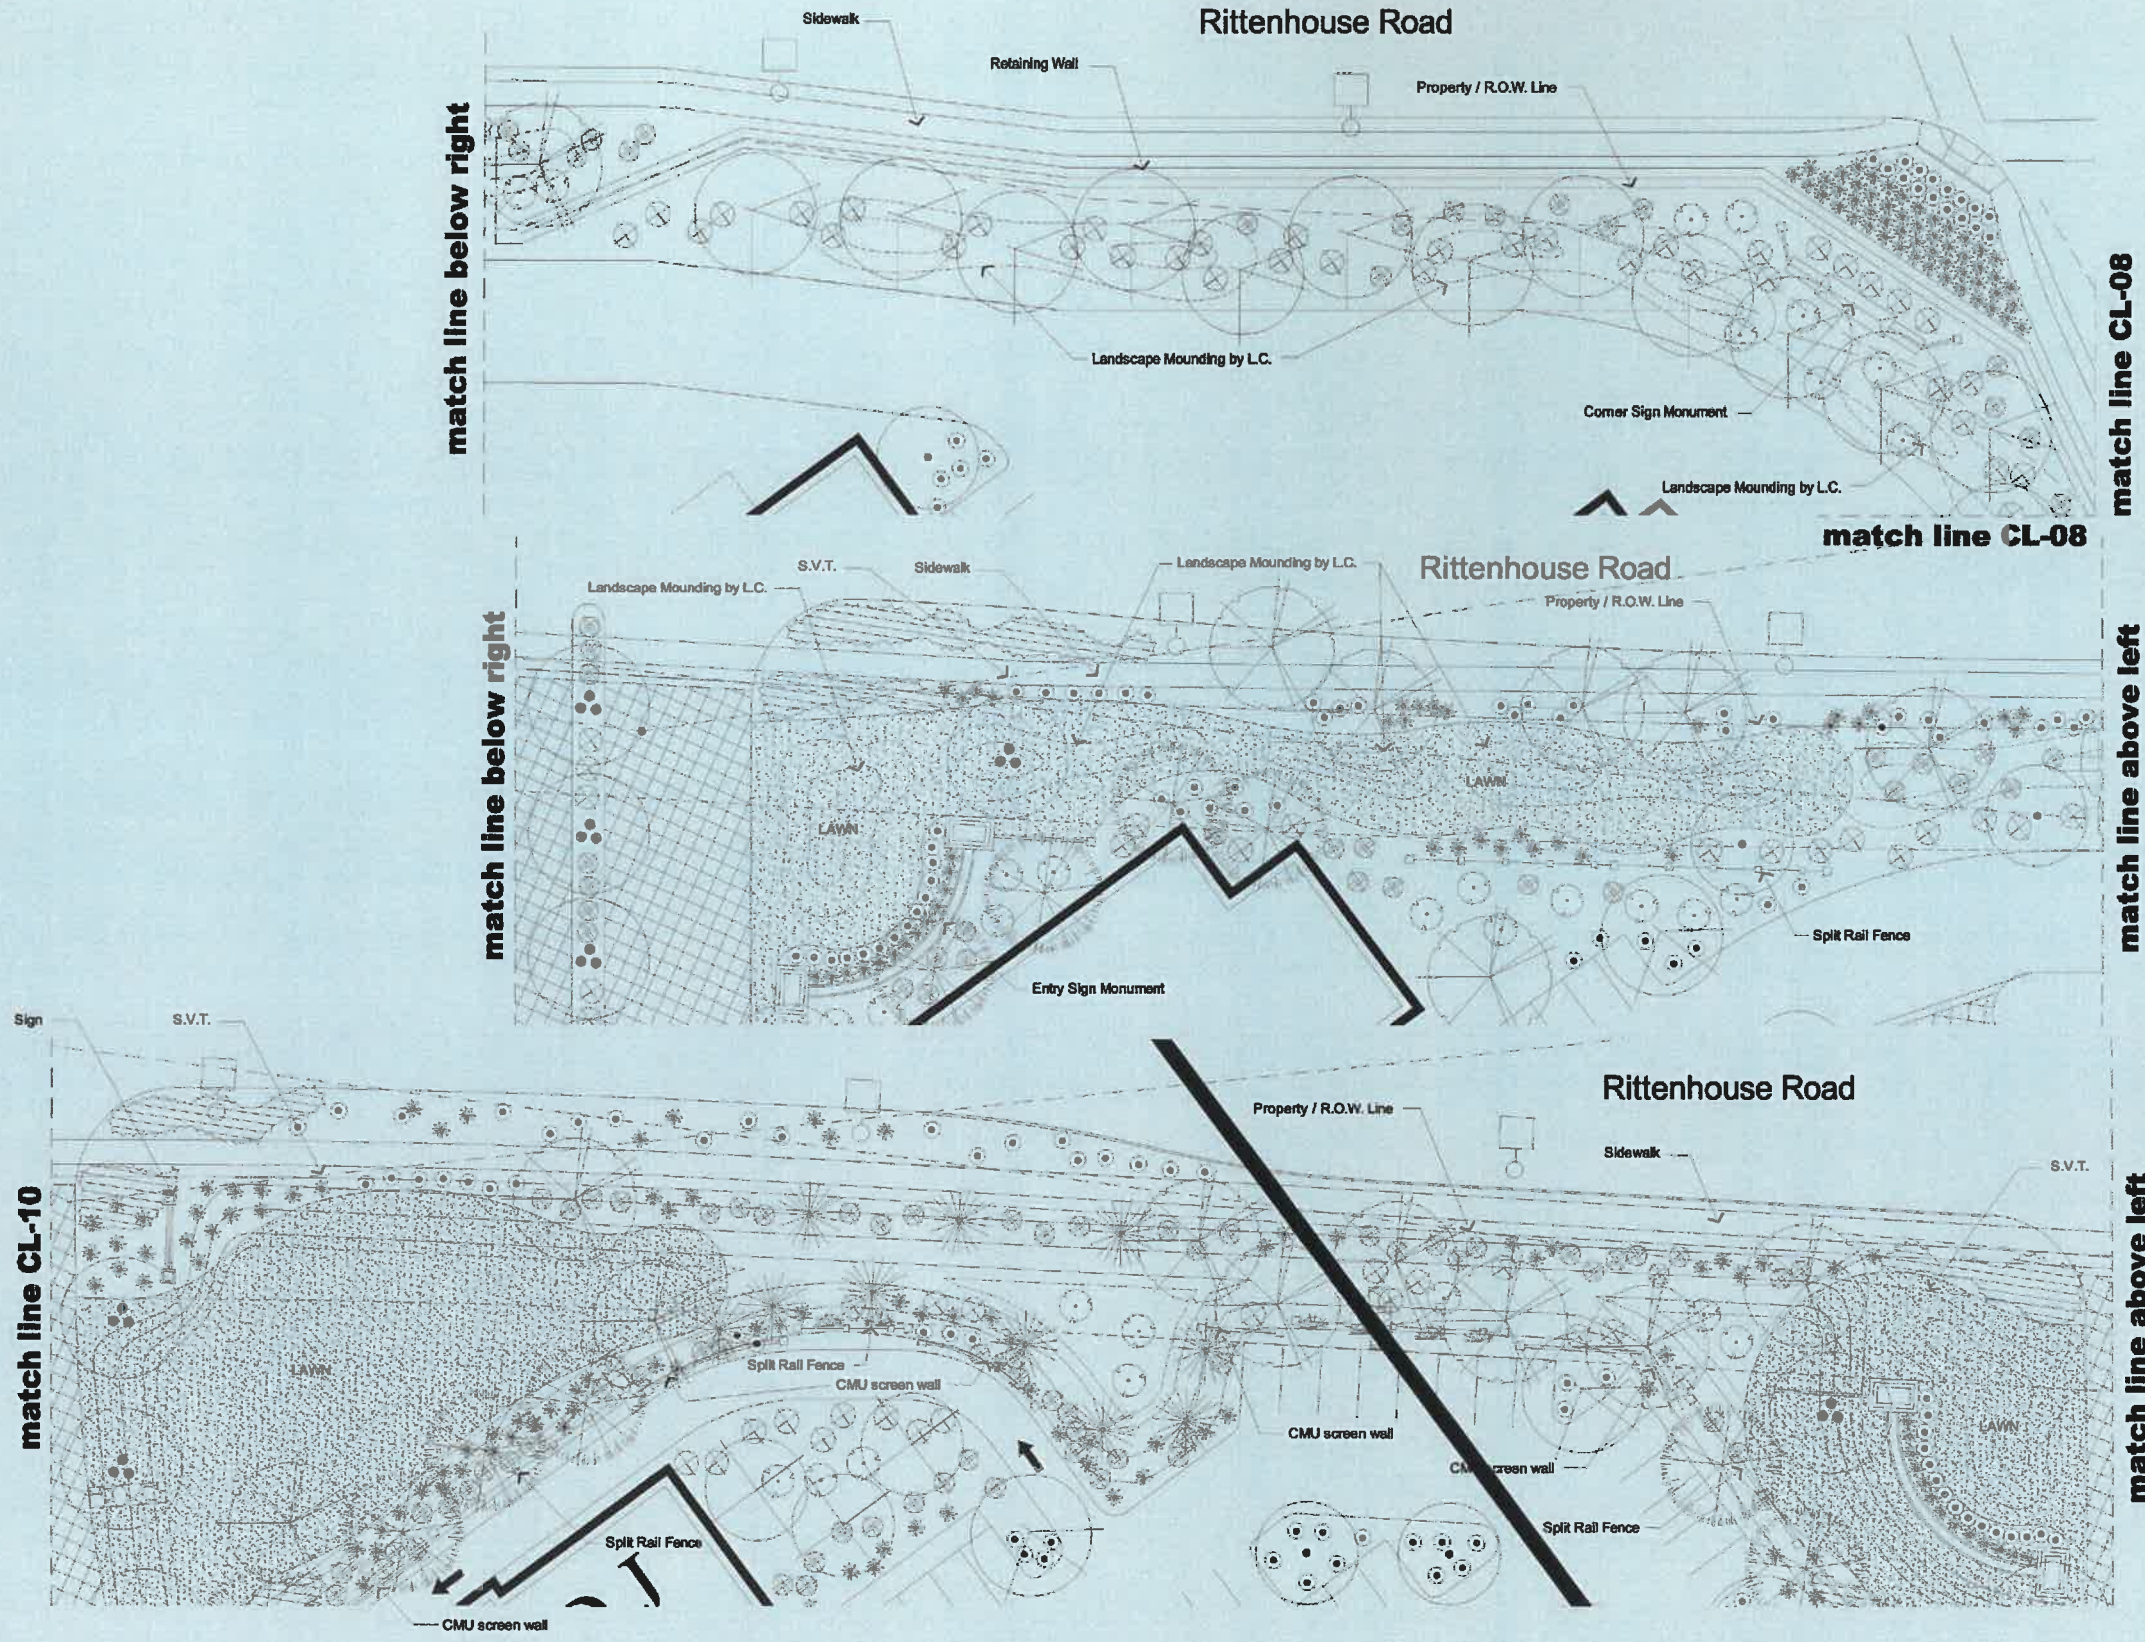 Sidewalk
Rittenhouse Road
Retaining Wall
Property / R.O.W. Line
match line below right
match line CL-08
Landscape Mounding by L.C.
Corner Sign Monument
Landscape Mounding by L.C.
match line CL-08
S.V.T.
Sidewalk
Landscape Mounding by L.C.
Rittenhouse Road
Landscape Mounding by L.C.
Property / R.O.W. Line
match line below right
match line above left
LAWN
LAWN
Split Rail Fence
Entry Sign Monument
Sign
S.V.T.
Rittenhouse Road
Property / R.O.W. Line
Sidewalk
S.V.T.
match line CL-10
match line above left
LAWN
Split Rail Fence
CMU screen wall
LAWN
CMU screen wall
CMU screen wall
Split Rail Fence
Split Rail Fence
CMU screen wall